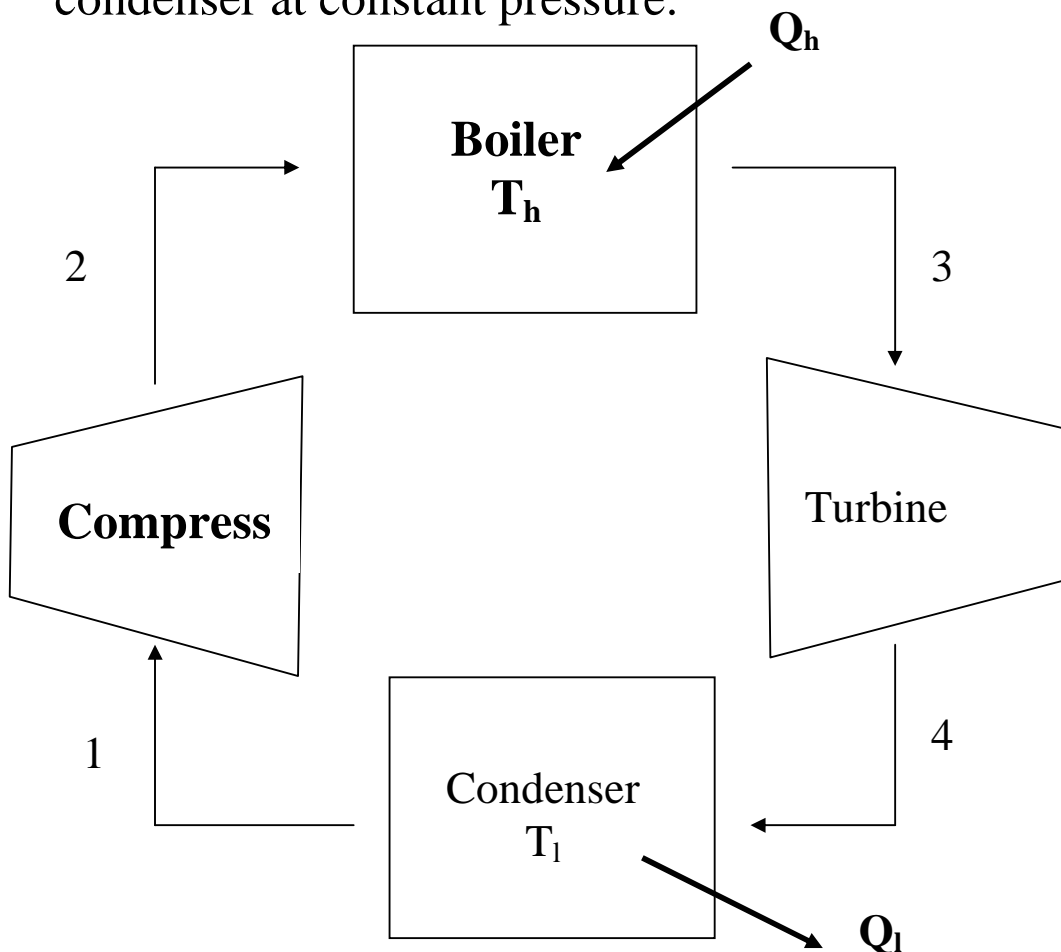 condenser at constant pressure.
Qh
Boiler
Th
2
3
Compress
Turbine
1
4
Condenser
Tl
Ql